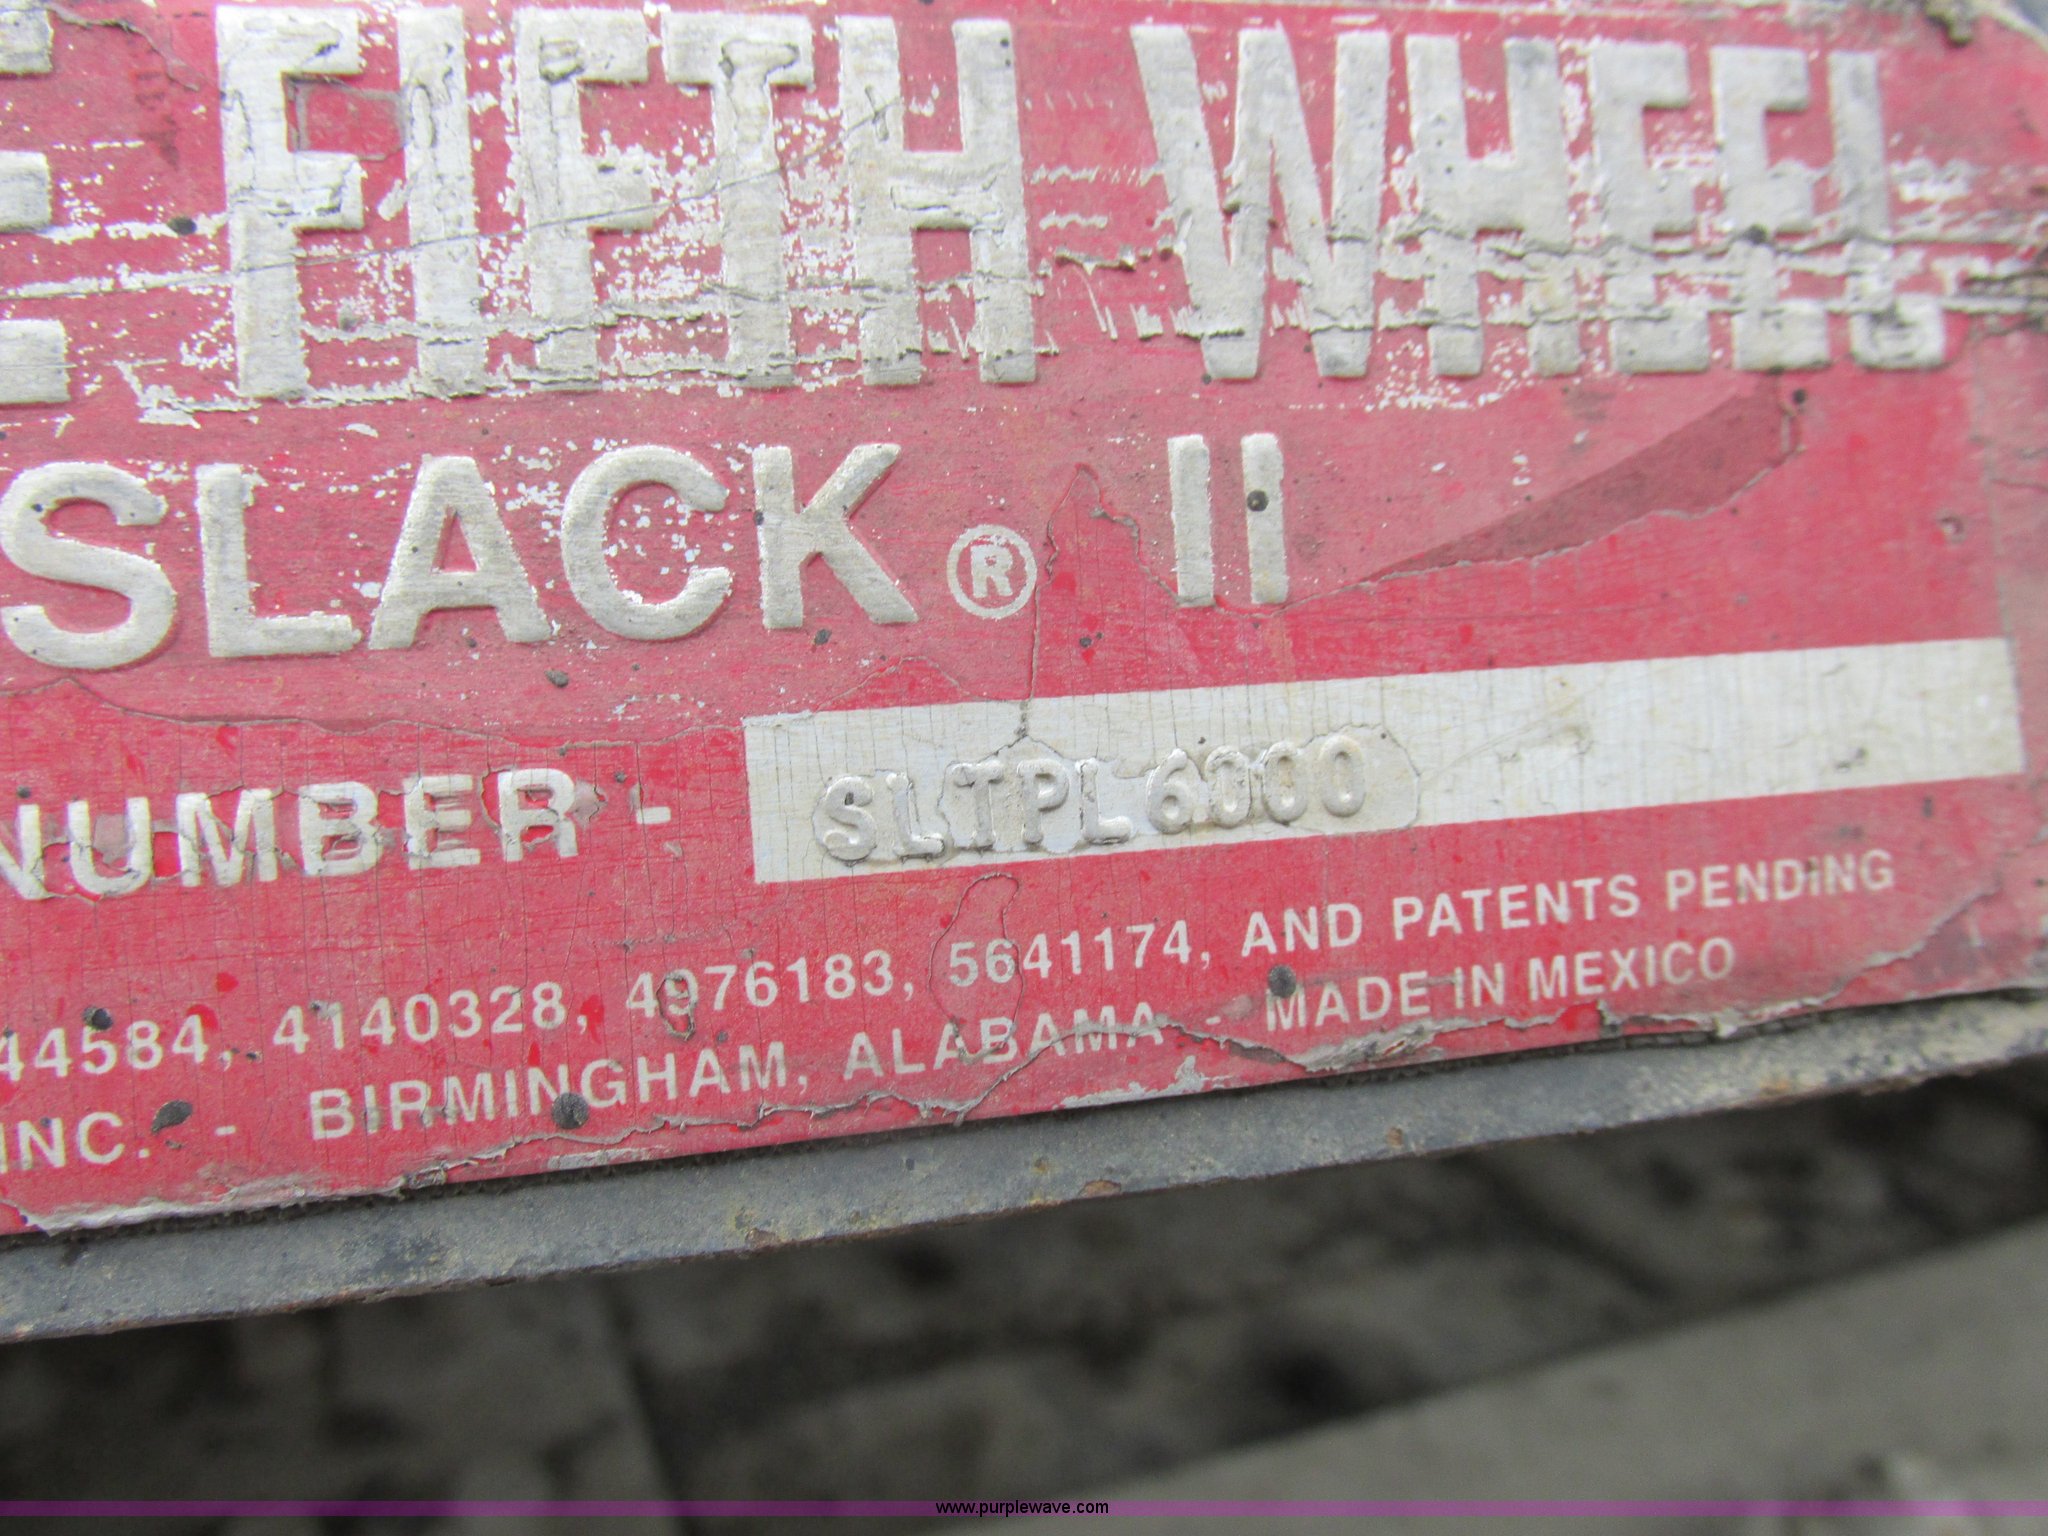 E FIFTH WHEEL
SLACK® II
NUMBER - SLTPL6000
44584, 4140328, 4976183, 5641174, AND PATENTS PENDING
INC. - BIRMINGHAM, ALABAMA - MADE IN MEXICO
www.purplewave.com